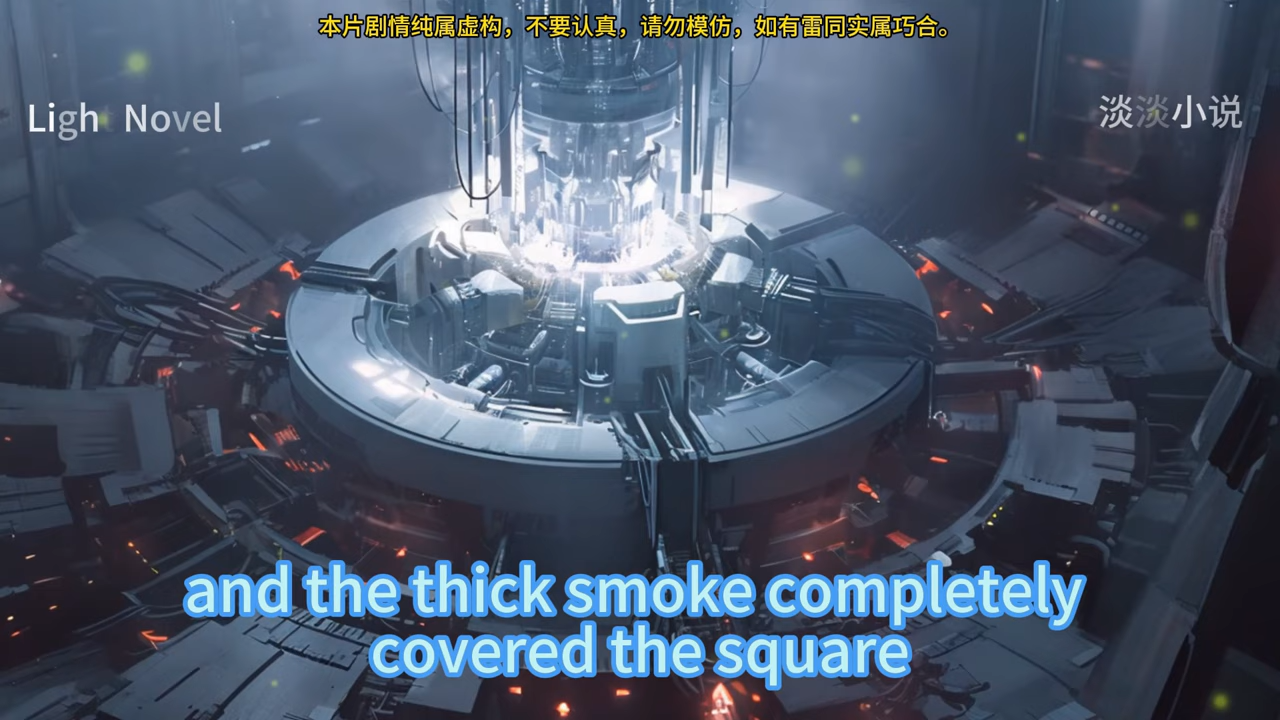 本片剧情纯属虚构，不要认真，请勿模仿，如有雷同实属巧合。
Light Novel
淡淡小说
and the thick smoke completely
covered the square